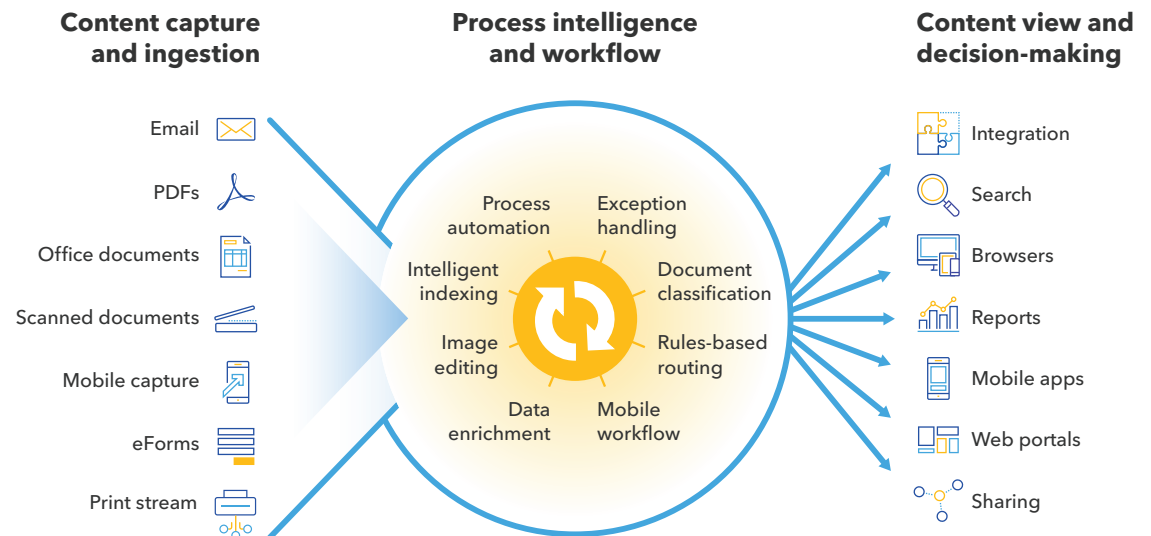 Content capture
and ingestion
Email
PDFs
Office documents
Scanned documents
Mobile capture
eForms
Print stream
Process intelligence
and workflow
Process
automation
Exception
handling
Intelligent
indexing
Document
classification
Image
editing
Rules-based
routing
Data
enrichment
Mobile
workflow
Content view and
decision-making
Integration
Search
Browsers
Reports
Mobile apps
Web portals
Sharing